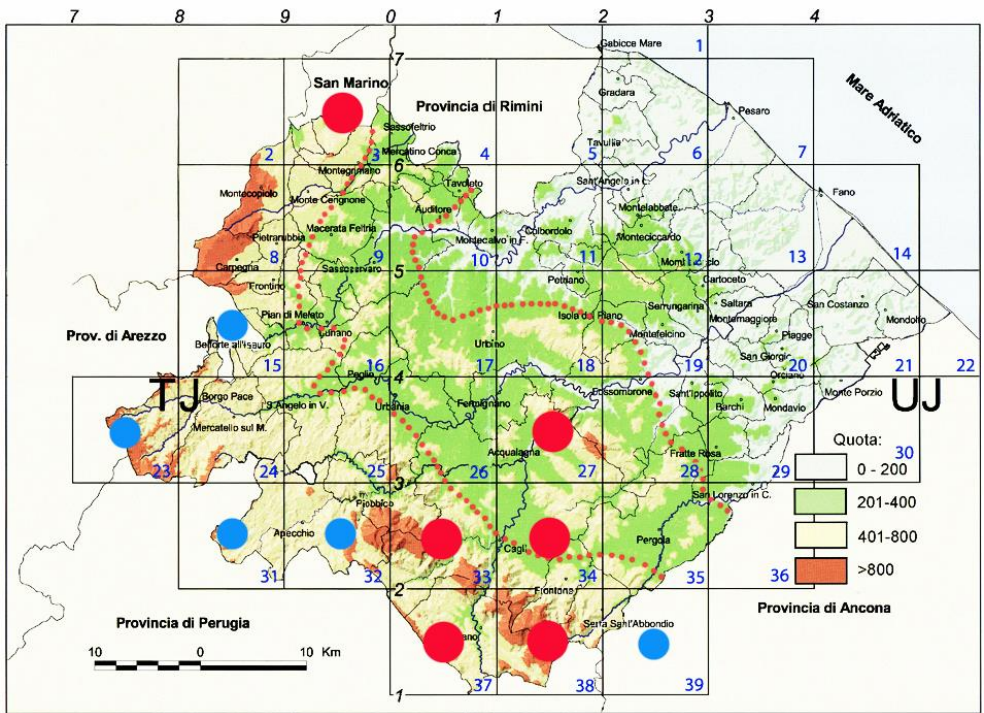 7 8 9 0 1 2 3 4
Gabicce Mare 1
7
San Marino
Gradara
Mare Adriatico
Provincia di Rimini
Pesaro
Sassofeltrio
Tavullia
Mercatino Conca
2 3 6 4 5 6 7
Montegrimano
Sant'Angelo in L.
Tavoleto
Montecopiolo
Fano
Monte Cerignone
Auditore
Montelabbate
Macerata Feltria
Colbordolo
Monteciccardo
Pietrarubbia
Montecalvo in F.
8 9 10 11 12 13 14
Carpegna
Sassocorvaro
5
Petriano
Cartoceto
Frontino
Serrungarina
Saltara
San Costanzo
Pian di Meleto
Isola del Piano
Montemaggiore
Mondolfo
Prov. di Arezzo
Lunano
Montefelcino
Piagge
Belforte all'Isauro
Urbino
San Giorgio
15 16 17 18 19 20 21 22
Peglio
4
Orciano
TJ
Borgo Pace
Fossombrone
Sant'Ippolito
Monte Porzio
UJ
S.Angelo in V.
Urbania
Fermignano
Barchi
Mondavio
Mercatello sul M.
Quota:
Acqualagna
Fratte Rosa
30
23 24 25 26 27 28 29
0 - 200
3
San Lorenzo in C.
Piobbico
201-400
Apecchio
401-800
Cagli
Pergola
31 32 33 34 35 36
>800
2
Frontone
Provincia di Ancona
Provincia di Perugia
Serra Sant'Abbondio
10 0 10 Km
37 38 39
1